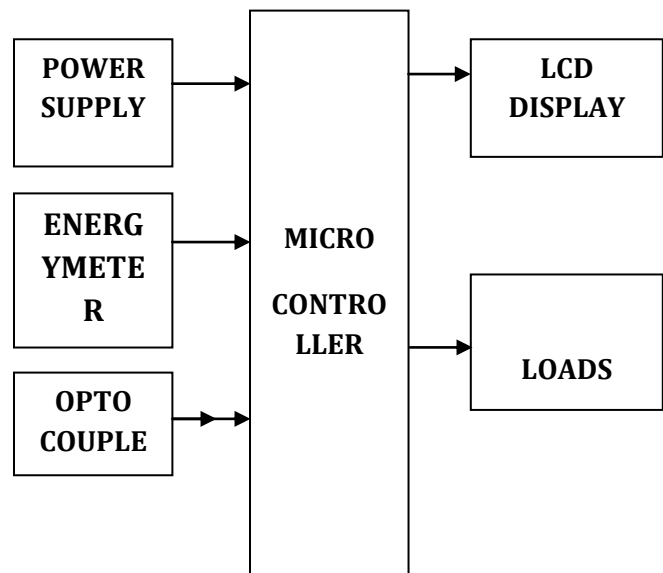 POWER
SUPPLY
ENERG
YMETE
R
OPTO
COUPLE
MICRO
CONTRO
LLER
LCD
DISPLAY
LOADS